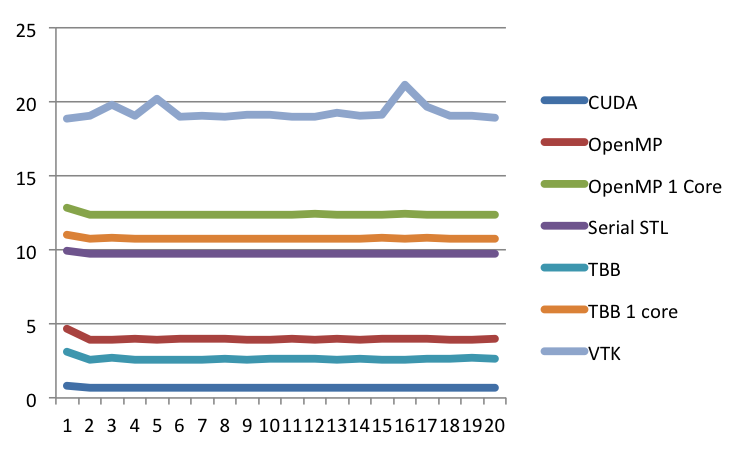 25
20
15
10
5
0
1 2 3 4 5 6 7 8 9 10 11 12 13 14 15 16 17 18 19 20
CUDA
OpenMP
OpenMP 1 Core
Serial STL
TBB
TBB 1 core
VTK